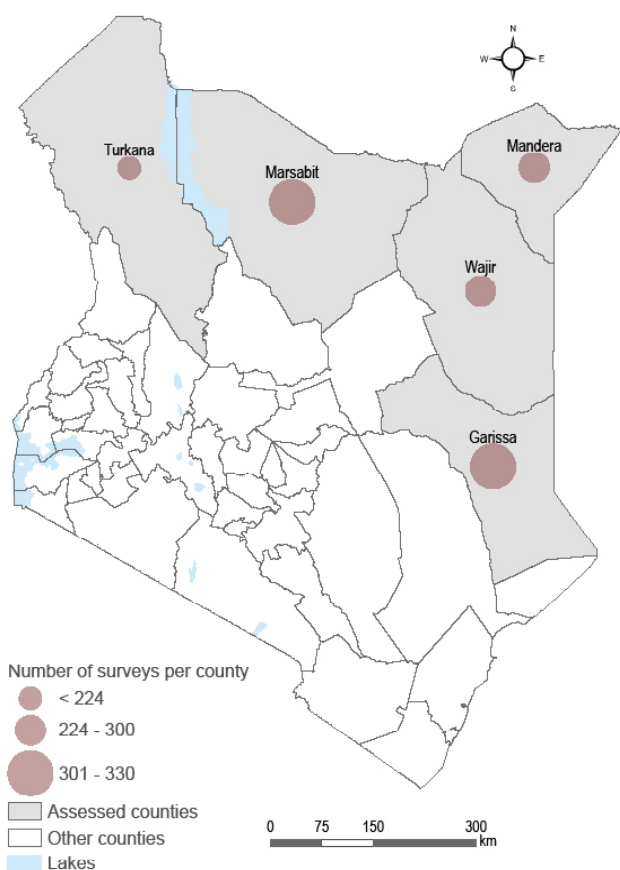 N
W E
S
Turkana
Marsabit
Mandera
Wajir
Garissa
Number of surveys per county
< 224
224 - 300
301 - 330
Assessed counties
Other counties
Lakes
0 75 150 300
km